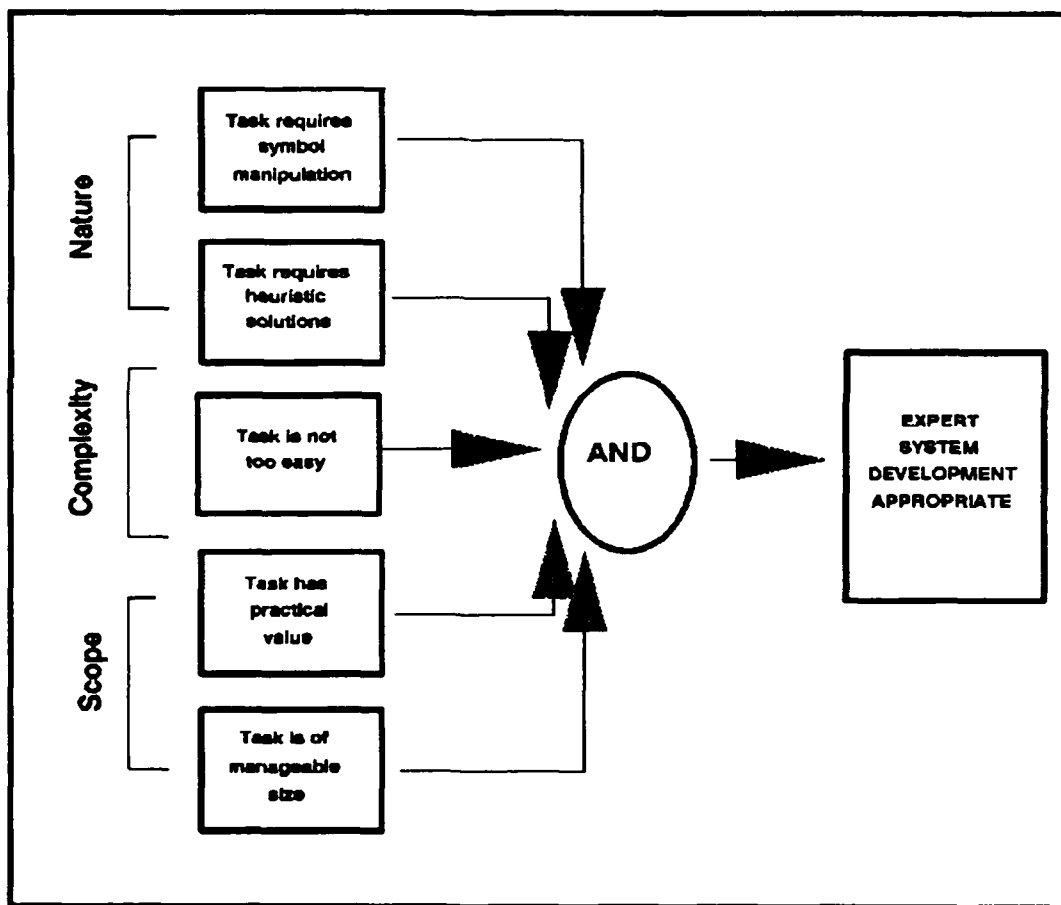 Nature
Task requires
symbol
manipulation
Task requires
heuristic
solutions
Complexity
Task is not
too easy
Scope
Task has
practical
value
Task is of
manageable
size
AND
EXPERT
SYSTEM
DEVELOPMENT
APPROPRIATE